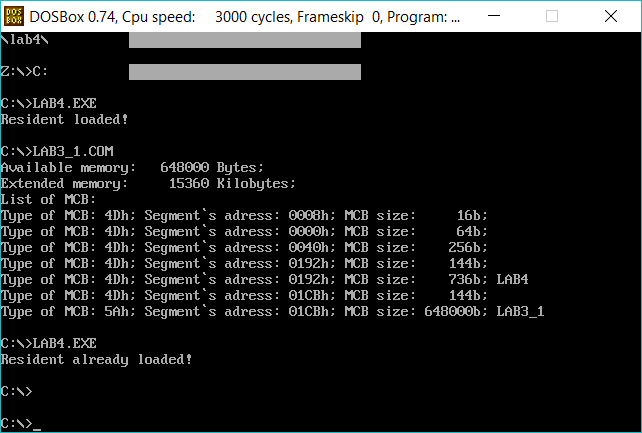 DOSBox 0.74, Cpu speed: 3000 cycles, Frameskip 0, Program: ...
\lab4\
Z:\>C:
C:\>LAB4.EXE
Resident loaded!
C:\>LAB3_1.COM
Available memory: 648000 Bytes;
Extended memory: 15360 Kilobytes;
List of MCB:
Type of MCB: 4Dh; Segment`s adress: 0008h; MCB size: 16b;
Type of MCB: 4Dh; Segment`s adress: 0000h; MCB size: 64b;
Type of MCB: 4Dh; Segment`s adress: 0040h; MCB size: 256b;
Type of MCB: 4Dh; Segment`s adress: 0192h; MCB size: 144b;
Type of MCB: 4Dh; Segment`s adress: 0192h; MCB size: 736b; LAB4
Type of MCB: 4Dh; Segment`s adress: 01CBh; MCB size: 144b;
Type of MCB: 5Ah; Segment`s adress: 01CBh; MCB size: 648000b; LAB3_1
C:\>LAB4.EXE
Resident already loaded!
C:\>
C:\>_